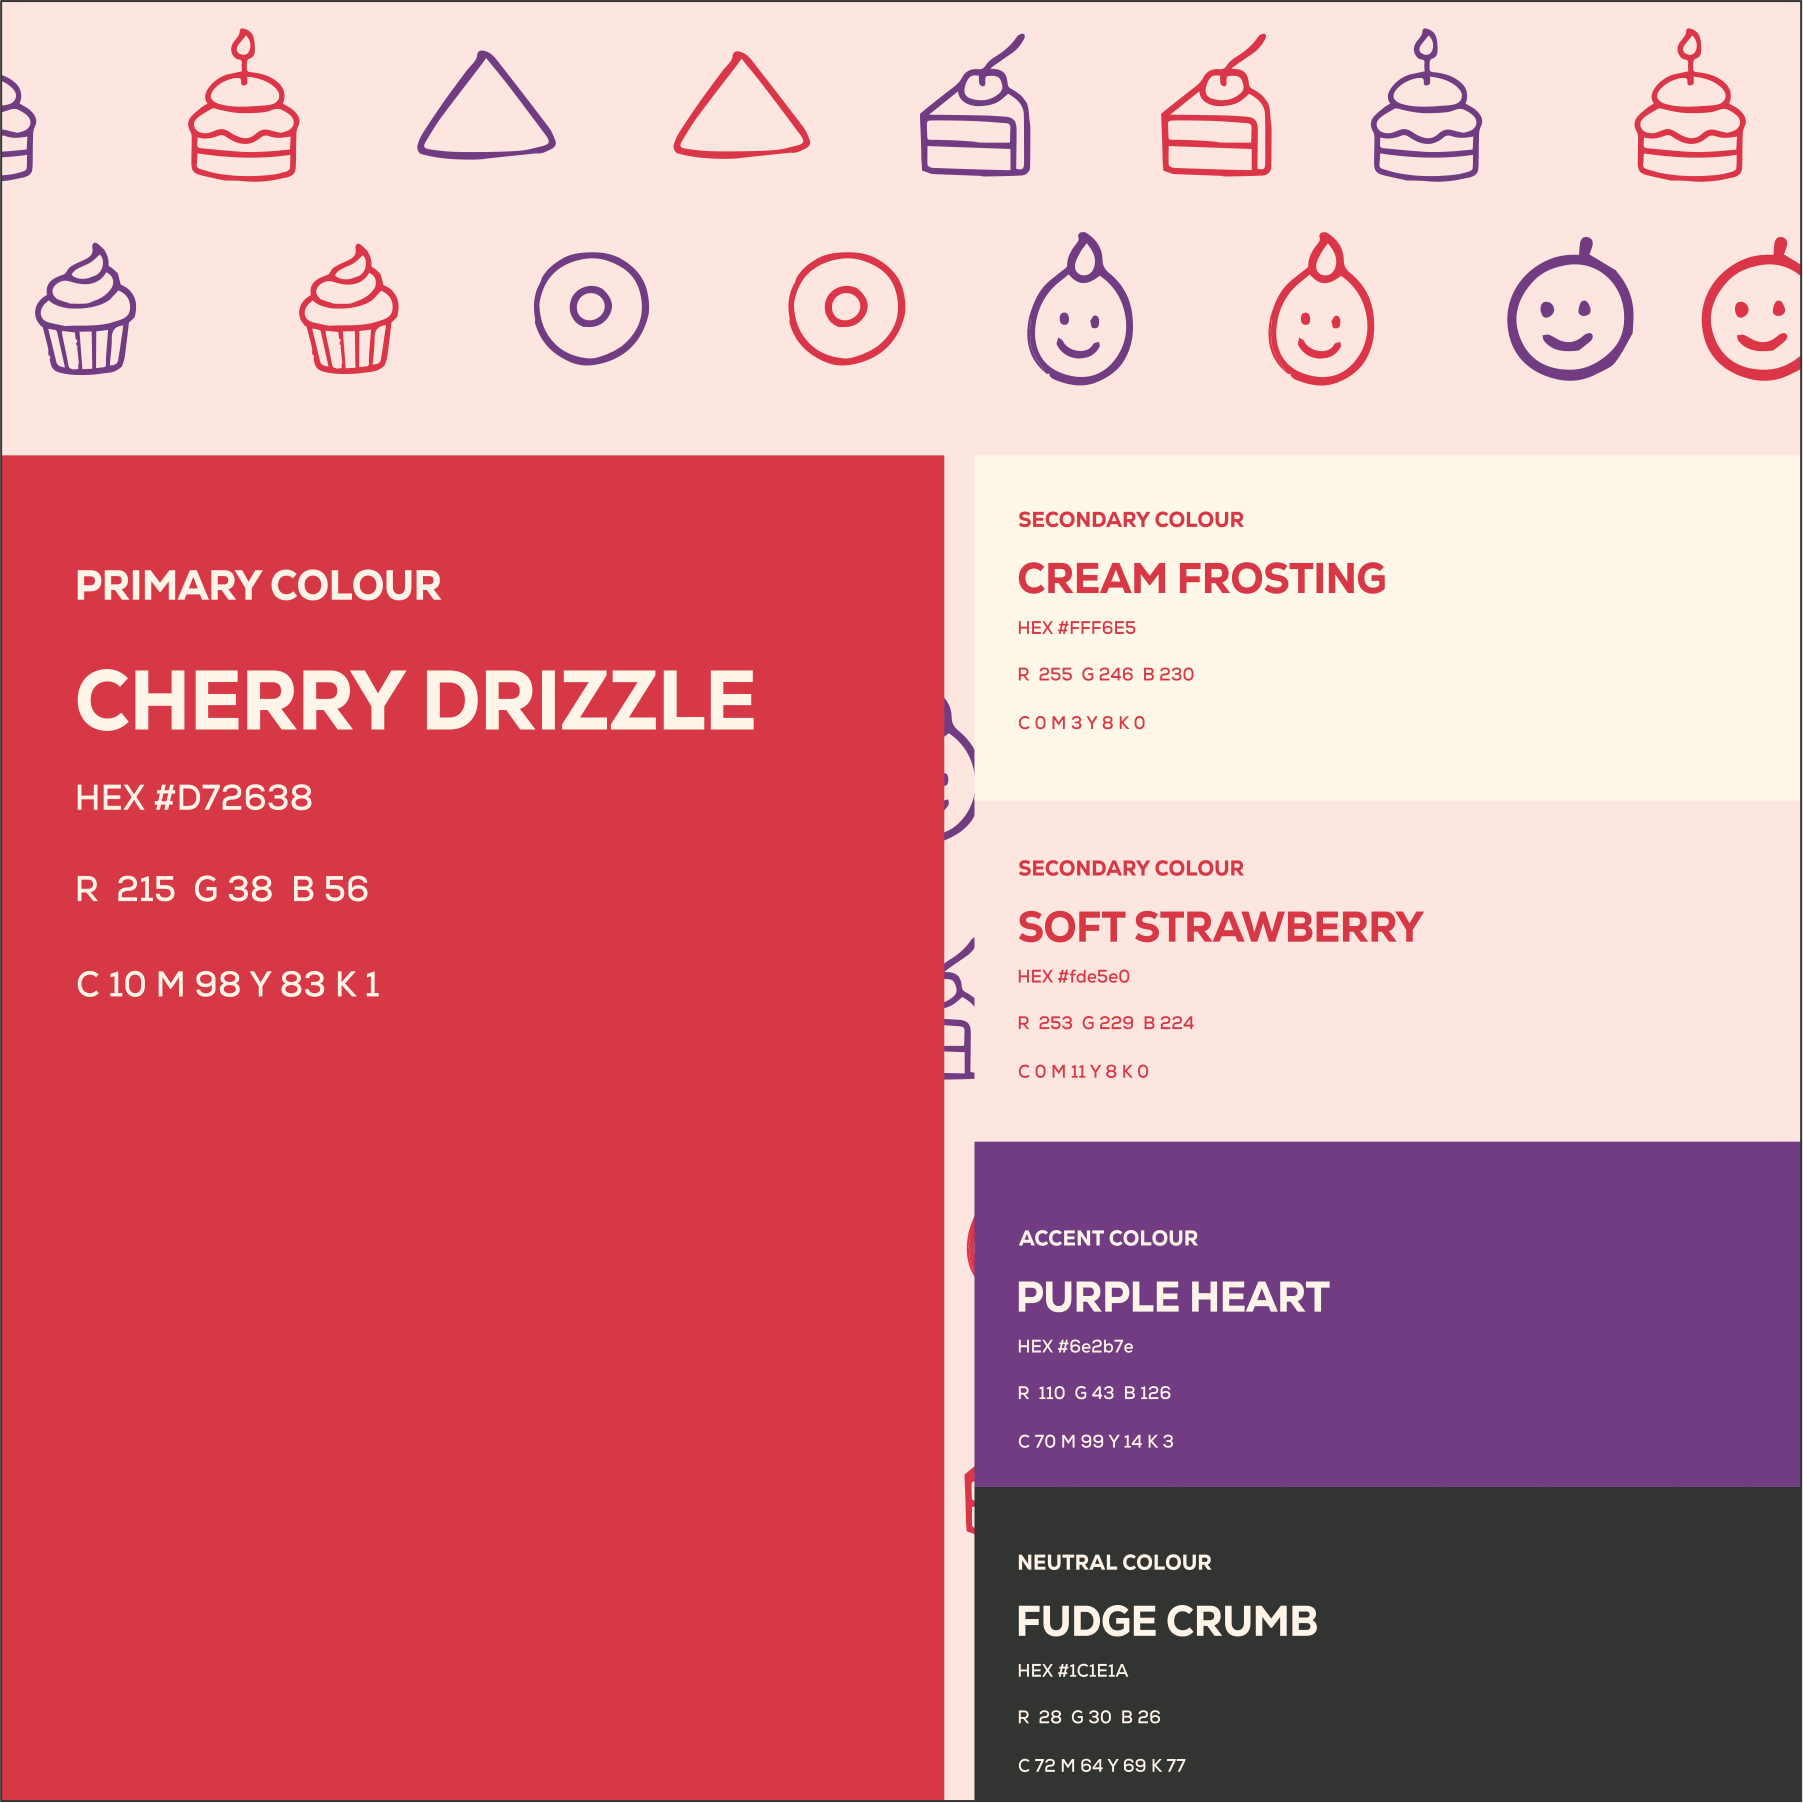 PRIMARY COLOUR
CHERRY DRIZZLE
HEX #D72638
R 215 G 38 B 56
C 10 M 98 Y 83 K 1
SECONDARY COLOUR
CREAM FROSTING
HEX #FFF6E5
R 255 G 246 B 230
C 0 M 3 Y 8 K 0
SECONDARY COLOUR
SOFT STRAWBERRY
HEX #fde5e0
R 253 G 229 B 224
C 0 M 11 Y 8 K 0
ACCENT COLOUR
PURPLE HEART
HEX #6e2b7e
R 110 G 43 B 126
C 70 M 99 Y 14 K 3
NEUTRAL COLOUR
FUDGE CRUMB
HEX #1C1E1A
R 28 G 30 B 26
C 72 M 64 Y 69 K 77